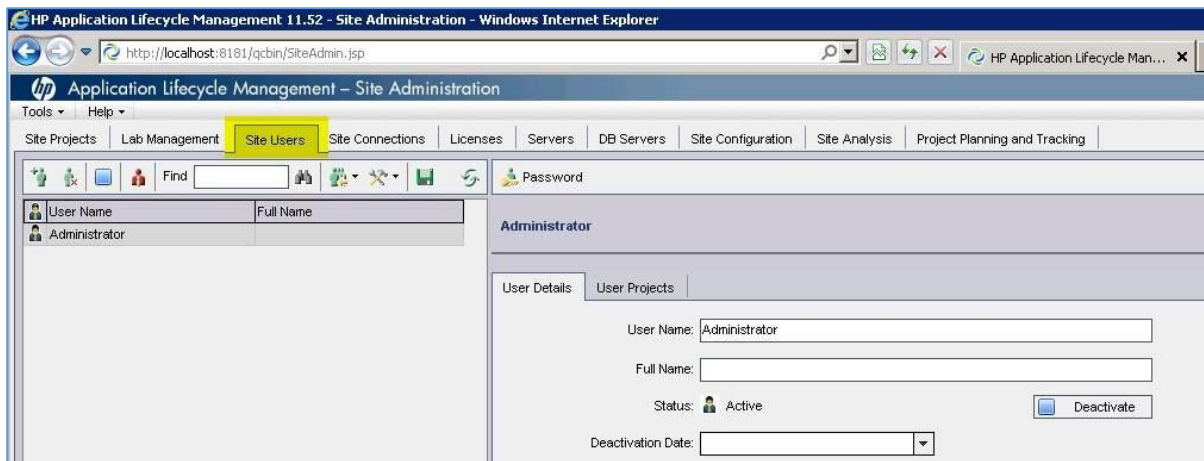 HP Application Lifecycle Management 11.52 - Site Administration - Windows Internet Explorer
http://localhost:8181/qcbin/SiteAdmin.jsp
HP Application Lifecycle Man...
hp Application Lifecycle Management – Site Administration
Tools Help
Site Projects Lab Management Site Users Site Connections Licenses Servers DB Servers Site Configuration Site Analysis Project Planning and Tracking
Find Password
User Name Full Name
Administrator
Administrator
User Details User Projects
User Name: Administrator
Full Name:
Status: Active Deactivate
Deactivation Date: